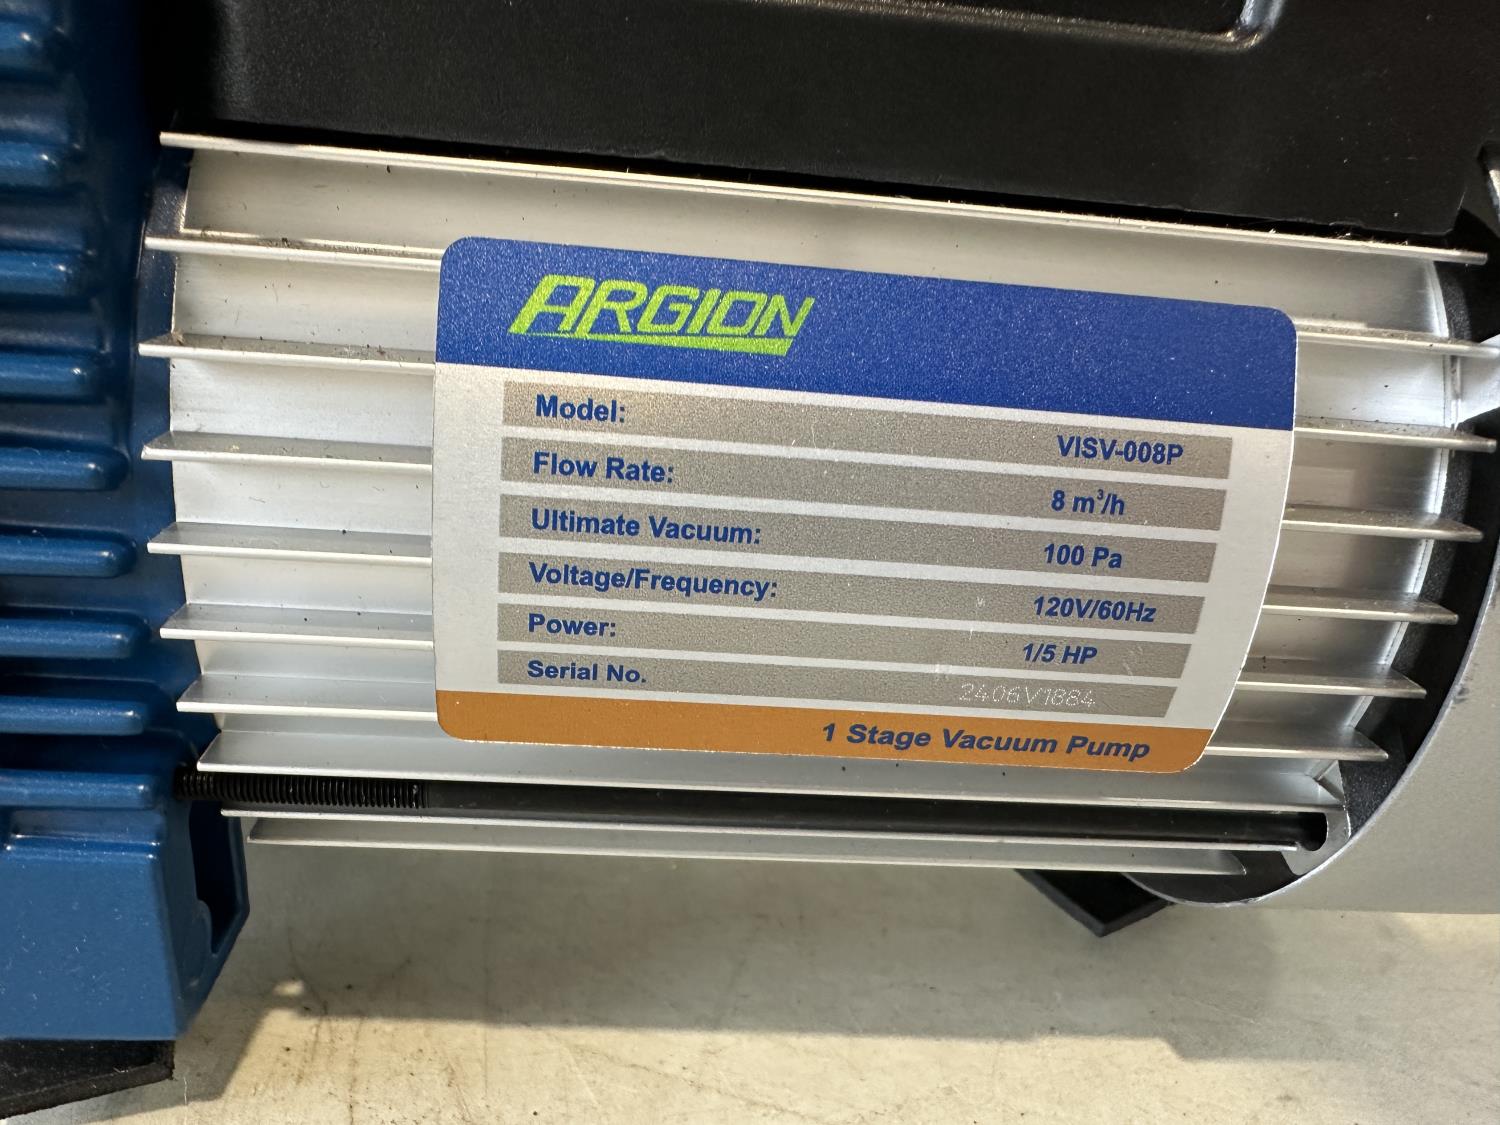 ARGION
Model: VISV-008P
Flow Rate: 8 m³/h
Ultimate Vacuum: 100 Pa
Voltage/Frequency: 120V/60Hz
Power: 1/5 HP
Serial No. 2406V1884
1 Stage Vacuum Pump